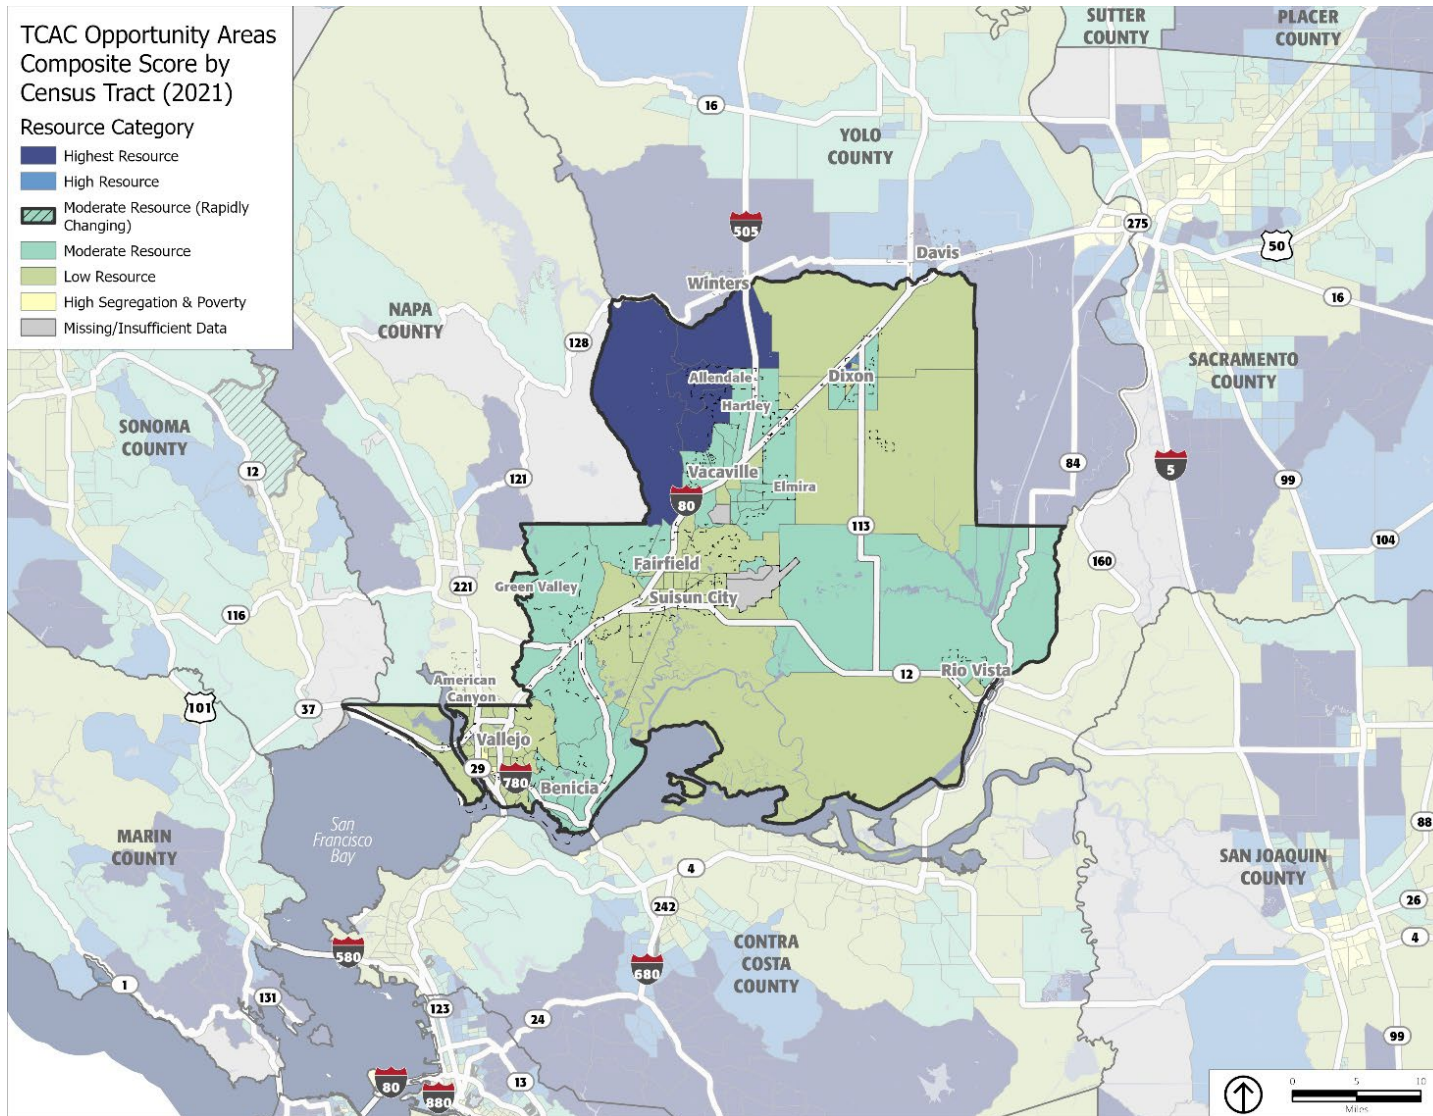 TCAC Opportunity Areas
Composite Score by
Census Tract (2021)
Resource Category
Highest Resource
High Resource
Moderate Resource (Rapidly
Changing)
Moderate Resource
Low Resource
High Segregation & Poverty
Missing/Insufficient Data
SUTTER
COUNTY
PLACER
COUNTY
16
YOLO
COUNTY
505
275
50
Davis
Winters
16
NAPA
COUNTY
128
SACRAMENTO
COUNTY
Allendale
Dixon
Hartley
SONOMA
COUNTY
12
121
Vacaville
Elmira
84
5
99
80
113
104
Fairfield
160
Green Valley
221
Suisun City
116
American
Canyon
12
Rio Vista
101
37
Vallejo
29
780
Benicia
San
Francisco
Bay
MARIN
COUNTY
88
4
SAN JOAQUIN
COUNTY
242
26
4
CONTRA
COSTA
COUNTY
580
680
1
131
123
24
99
13
80
880
0
5
10
Miles